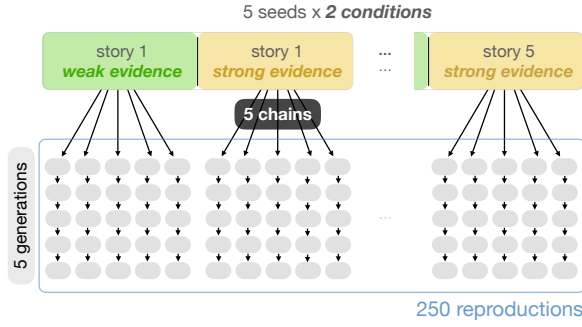 5 seeds x 2 conditions
story 1
weak evidence
story 1
strong evidence
...
...
story 5
strong evidence
5 chains
5 generations
...
250 reproductions